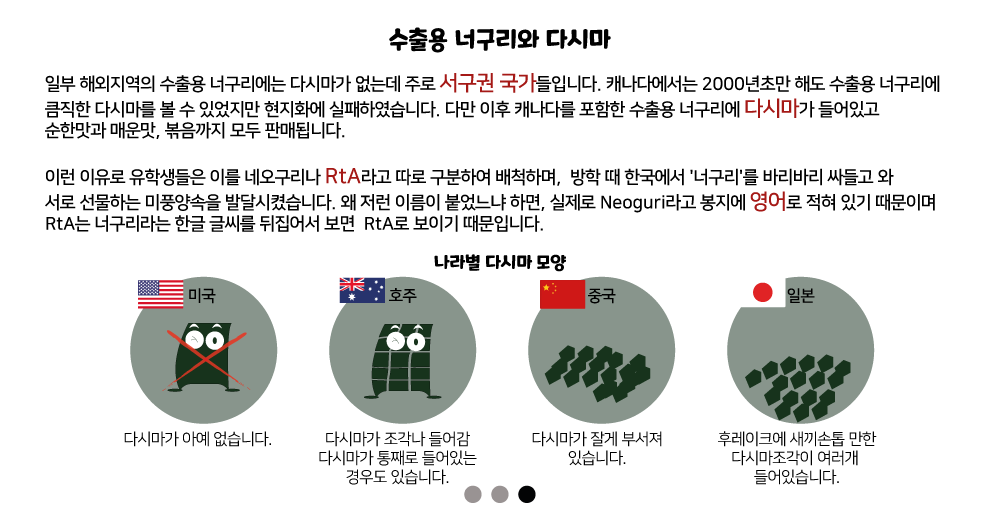 수출용 너구리와 다시마
일부 해외지역의 수출용 너구리에는 다시마가 없는데 주로 서구권 국가들입니다. 캐나다에서는 2000년초만 해도 수출용 너구리에
큼직한 다시마를 볼 수 있었지만 현지화에 실패하였습니다. 다만 이후 캐나다를 포함한 수출용 너구리에 다시마가 들어있고
순한맛과 매운맛, 볶음까지 모두 판매됩니다.
이런 이유로 유학생들은 이를 네오구리나 RtA라고 따로 구분하여 배척하며, 방학 때 한국에서 '너구리'를 바리바리 싸들고 와
서로 선물하는 미풍양속을 발달시켰습니다. 왜 저런 이름이 붙었느냐 하면, 실제로 Neoguri라고 봉지에 영어로 적혀 있기 때문이며
RtA는 너구리라는 한글 글씨를 뒤집어서 보면 RtA로 보이기 때문입니다.
나라별 다시마 모양
미국
호주
중국
일본
다시마가 아예 없습니다.
다시마가 조각나 들어감
다시마가 통째로 들어있는
경우도 있습니다.
다시마가 잘게 부서져
있습니다.
후레이크에 새끼손톱 만한
다시마조각이 여러개
들어있습니다.